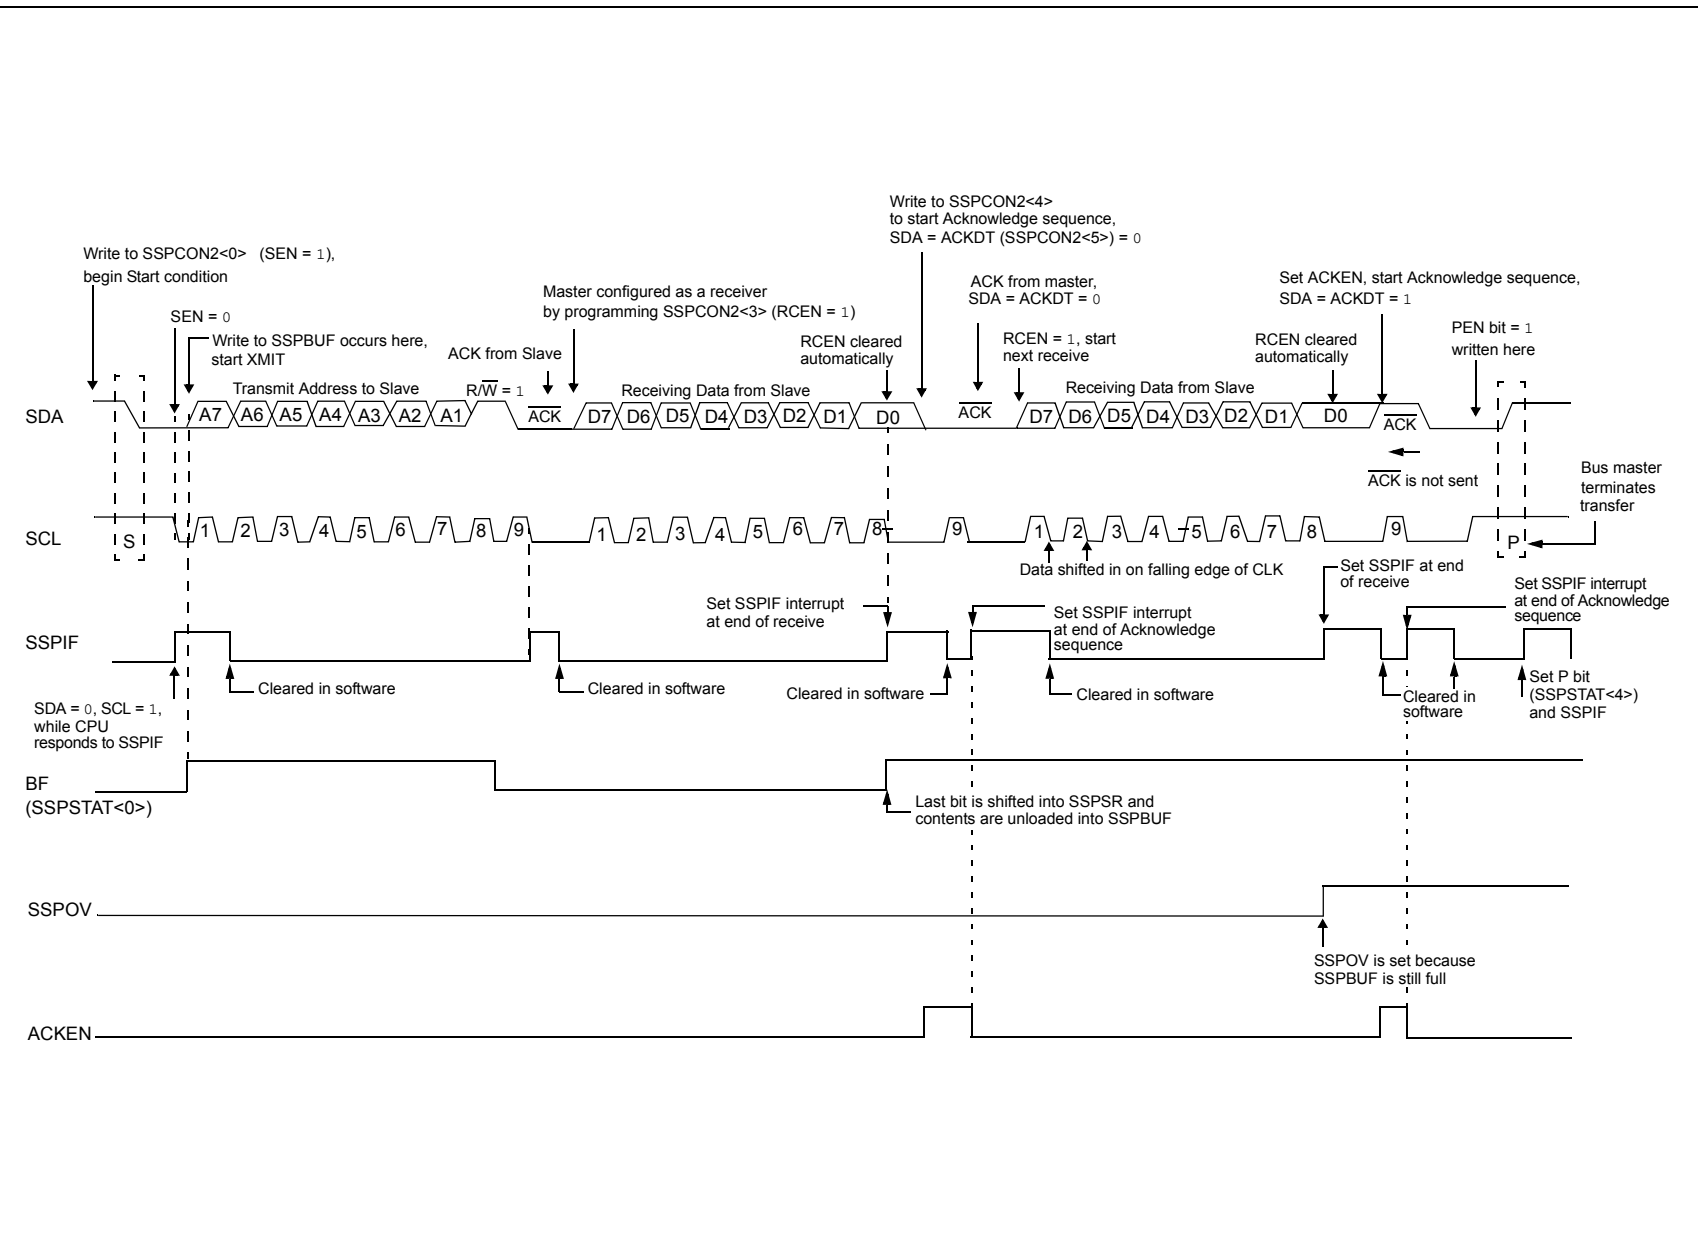 Write to SSPCON2<4>
to start Acknowledge sequence,
SDA = ACKDT (SSPCON2<5>) = 0
Write to SSPCON2<0> (SEN = 1),
begin Start condition
ACK from master,
SDA = ACKDT = 0
Set ACKEN, start Acknowledge sequence,
SDA = ACKDT = 1
Master configured as a receiver
by programming SSPCON2<3> (RCEN = 1)
SEN = 0
Write to SSPBUF occurs here,
start XMIT
ACK from Slave
RCEN cleared
automatically
RCEN = 1, start
next receive
RCEN cleared
automatically
PEN bit = 1
written here
Transmit Address to Slave
R/W = 1
Receiving Data from Slave
Receiving Data from Slave
SDA A7 A6 A5 A4 A3 A2 A1 ACK D7 D6 D5 D4 D3 D2 D1 D0 ACK D7 D6 D5 D4 D3 D2 D1 D0 ACK
ACK is not sent
Bus master
terminates
transfer
SCL S 1 2 3 4 5 6 7 8 9 1 2 3 4 5 6 7 8 9 1 2 3 4 5 6 7 8 9 P
Data shifted in on falling edge of CLK
Set SSPIF at end
of receive
Set SSPIF interrupt
at end of Acknowledge
sequence
Set SSPIF interrupt
at end of receive
Set SSPIF interrupt
at end of Acknowledge
sequence
SSPIF
Cleared in software
Cleared in software
Cleared in software
Cleared in software
Cleared in
software
Set P bit
(SSPSTAT<4>)
and SSPIF
SDA = 0, SCL = 1,
while CPU
responds to SSPIF
BF
(SSPSTAT<0>)
Last bit is shifted into SSPSR and
contents are unloaded into SSPBUF
SSPOV
SSPOV is set because
SSPBUF is still full
ACKEN